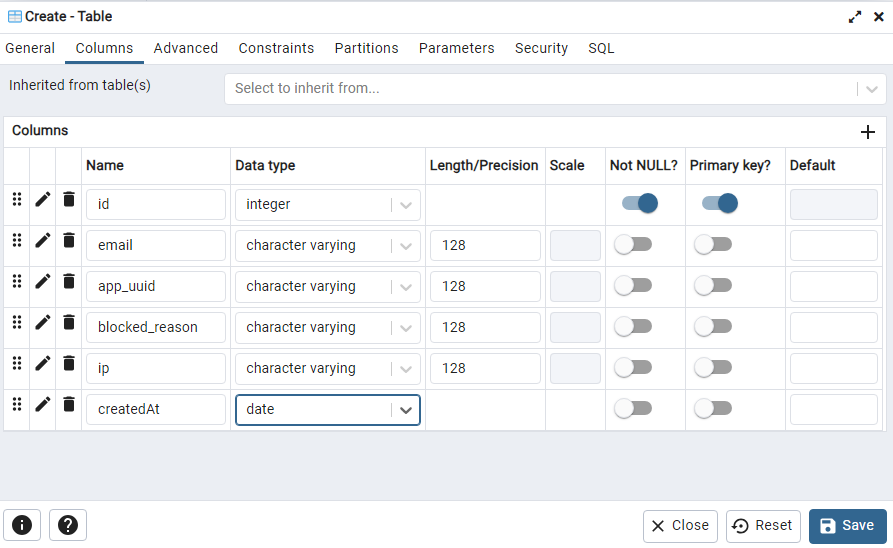 Create - Table
General Columns Advanced Constraints Partitions Parameters Security SQL
Inherited from table(s) Select to inherit from...
Columns
Name Data type Length/Precision Scale Not NULL? Primary key? Default
id integer
email character varying 128
app_uuid character varying 128
blocked_reason character varying 128
ip character varying 128
createdAt date
Close Reset Save